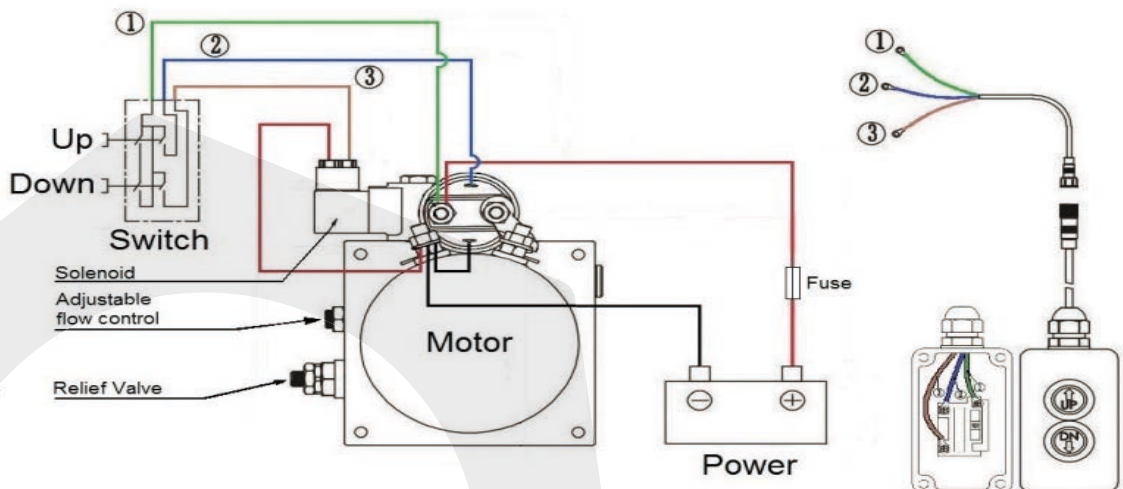 ①
②
③
Up
Down
Switch
Solenoid
Adjustable
flow control
Relief Valve
Motor
Fuse
Power
①
②
③
UP
DN